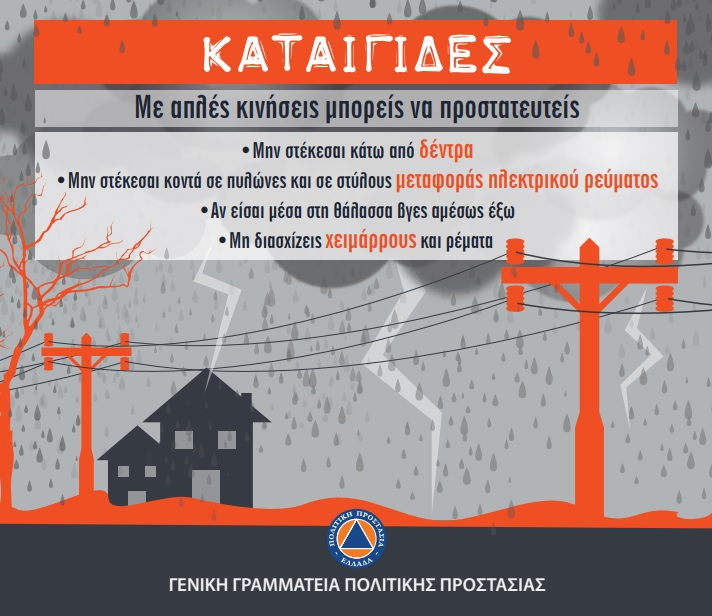 ΚΑΤΑΙΓΙΔΕΣ
Με απλές κινήσεις μπορείς να προστατευτείς
• Μην στέκεσαι κάτω από δέντρα
• Μην στέκεσαι κοντά σε πυλώνες και σε στύλους μεταφοράς ηλεκτρικού ρεύματος
• Αν είσαι μέσα στη θάλασσα βγες αμέσως έξω
• Μη διασχίζεις χειμάρρους και ρέματα
ΠΟΛΙΤΙΚΗ ΠΡΟΣΤΑΣΙΑ
ΕΛΛΑΔΑ
ΓΕΝΙΚΗ ΓΡΑΜΜΑΤΕΙΑ ΠΟΛΙΤΙΚΗΣ ΠΡΟΣΤΑΣΙΑΣ